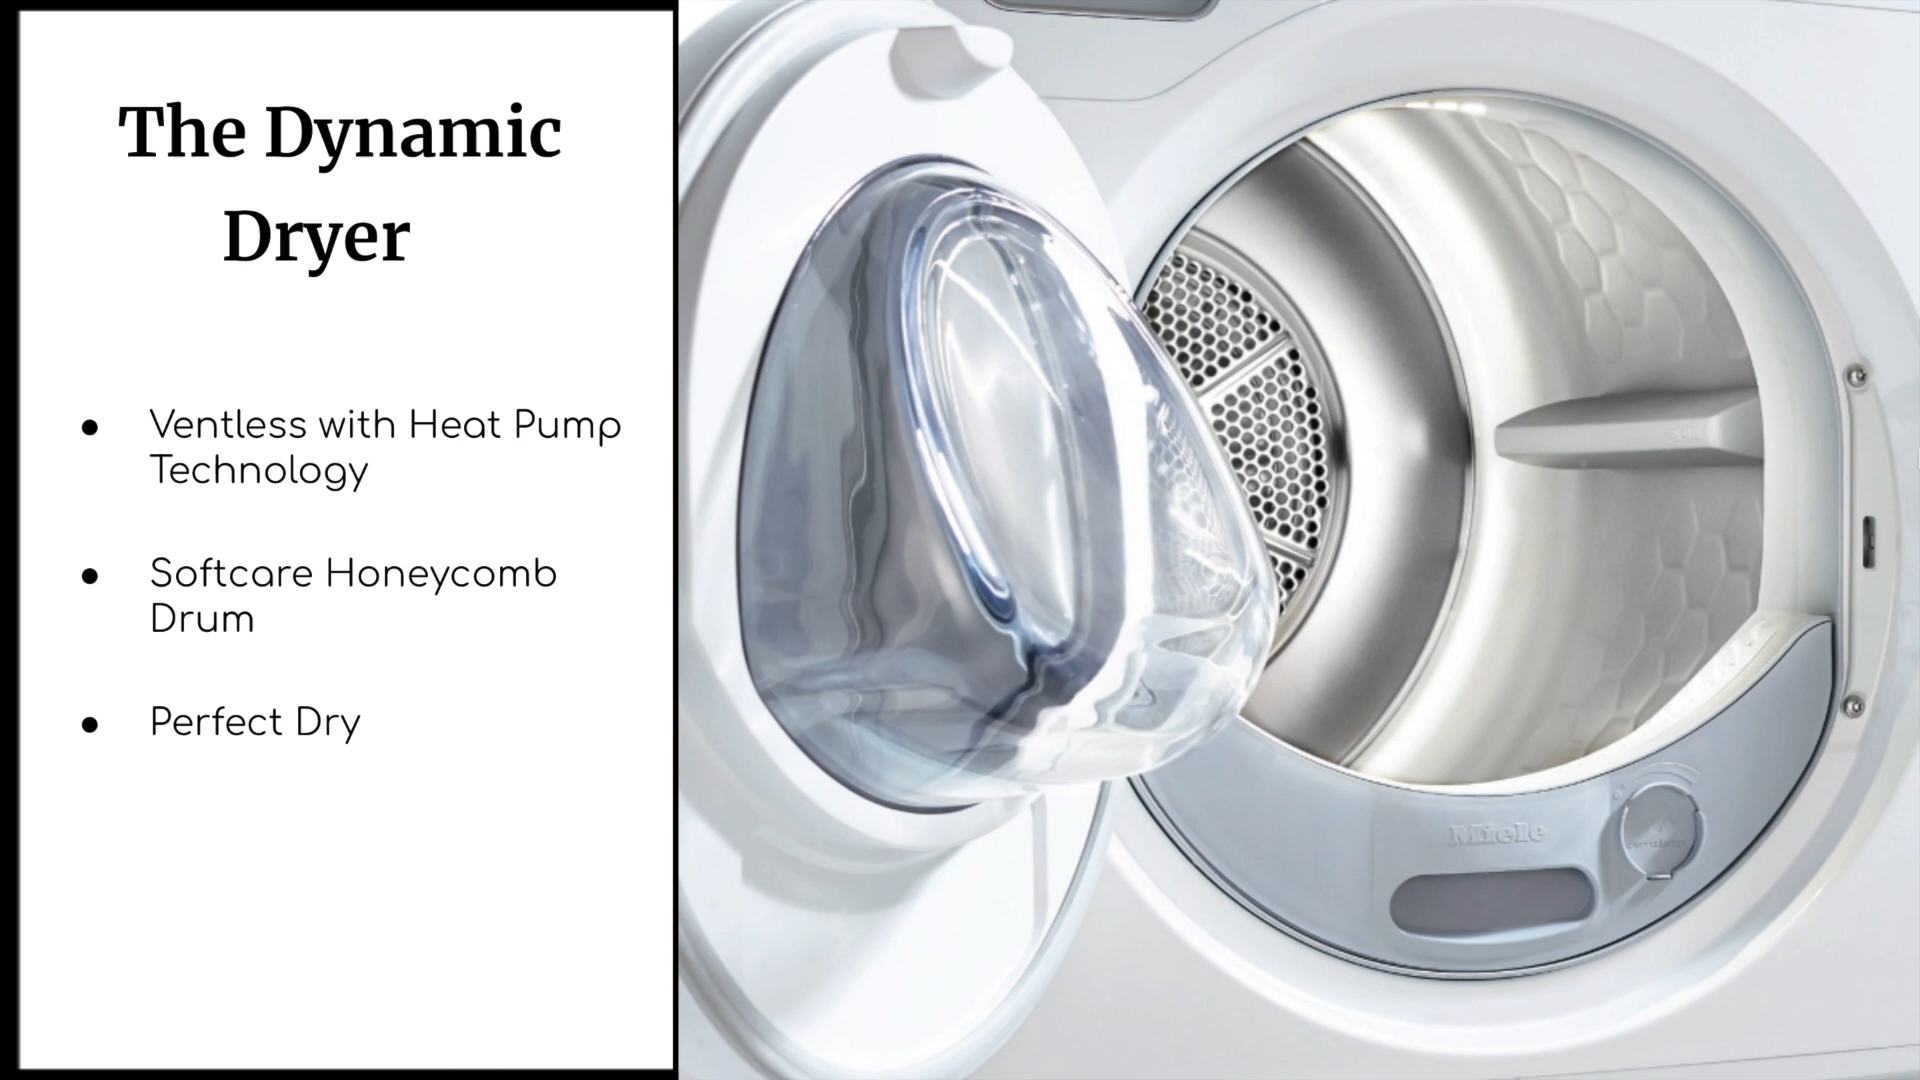 The Dynamic
Dryer
● Ventless with Heat Pump
Technology
● Softcare Honeycomb
Drum
● Perfect Dry
Miele